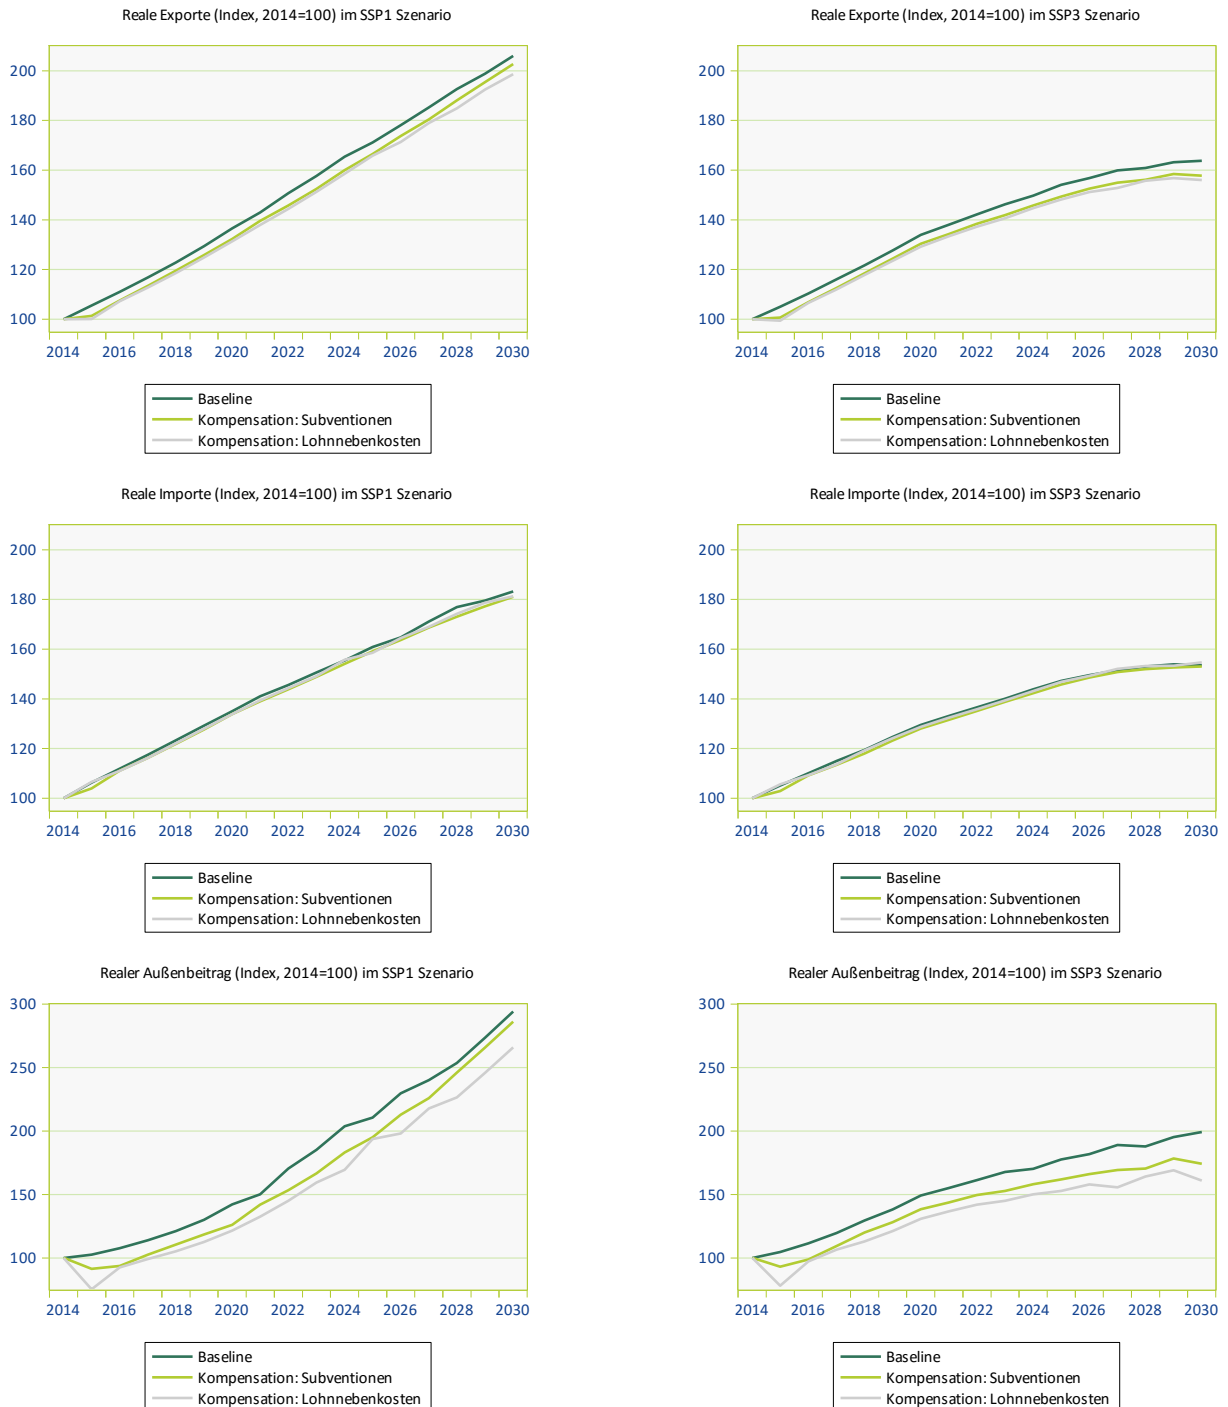 Reale Exporte (Index, 2014=100) im SSP1 Szenario
200
180
160
140
120
100
2014 2016 2018 2020 2022 2024 2026 2028 2030
Baseline
Kompensation: Subventionen
Kompensation: Lohnnebenkosten
Reale Exporte (Index, 2014=100) im SSP3 Szenario
200
180
160
140
120
100
2014 2016 2018 2020 2022 2024 2026 2028 2030
Baseline
Kompensation: Subventionen
Kompensation: Lohnnebenkosten
Reale Importe (Index, 2014=100) im SSP1 Szenario
200
180
160
140
120
100
2014 2016 2018 2020 2022 2024 2026 2028 2030
Baseline
Kompensation: Subventionen
Kompensation: Lohnnebenkosten
Reale Importe (Index, 2014=100) im SSP3 Szenario
200
180
160
140
120
100
2014 2016 2018 2020 2022 2024 2026 2028 2030
Baseline
Kompensation: Subventionen
Kompensation: Lohnnebenkosten
Realer Außenbeitrag (Index, 2014=100) im SSP1 Szenario
300
250
200
150
100
2014 2016 2018 2020 2022 2024 2026 2028 2030
Baseline
Kompensation: Subventionen
Kompensation: Lohnnebenkosten
Realer Außenbeitrag (Index, 2014=100) im SSP3 Szenario
300
250
200
150
100
2014 2016 2018 2020 2022 2024 2026 2028 2030
Baseline
Kompensation: Subventionen
Kompensation: Lohnnebenkosten